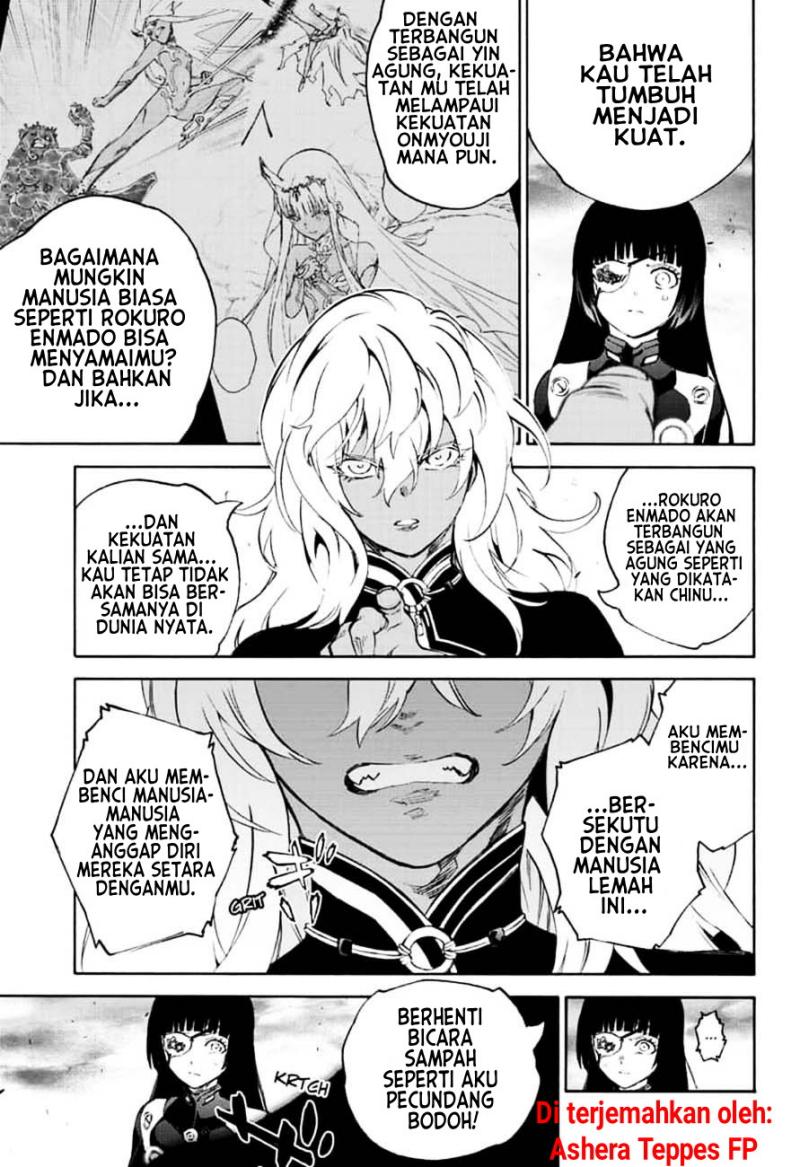 BAHWA
KAU TELAH
TUMBUH
MENJADI
KUAT.
DENGAN
TERBANGUN
SEBAGAI YIN
AGUNG, KEKUA-
TAN MU TELAH
MELAMPAUI
KEKUATAN
ONMYOUJI
MANA PUN.
BAGAIMANA
MUNGKIN
MANUSIA BIASA
SEPERTI ROKURO
ENMADO BISA
MENYAMAIMU?
DAN BAHKAN
JIKA...
...ROKURO
ENMADO AKAN
TERBANGUN
SEBAGAI YANG
AGUNG SEPERTI
YANG DIKATA-
KAN CHINU...
...DAN
KEKUATAN
KALIAN SAMA...
KAU TETAP TIDAK
AKAN BISA BER-
SAMANYA DI
DUNIA NYATA.
AKU MEM-
BENCIMU
KARENA...
...BER-
SEKUTU
DENGAN
MANUSIA
LEMAH
INI...
DAN AKU MEM-
BENCI MANUSIA-
MANUSIA
YANG MENG-
ANGGAP DIRI
MEREKA SETARA
DENGANMU.
GRIT
ギギ
...
BERHENTI
BICARA
SAMPAH
SEPERTI AKU
PECUNDANG
BODOH!
KRTCH
Di terjemahkan oleh:
Ashera Teppes FP